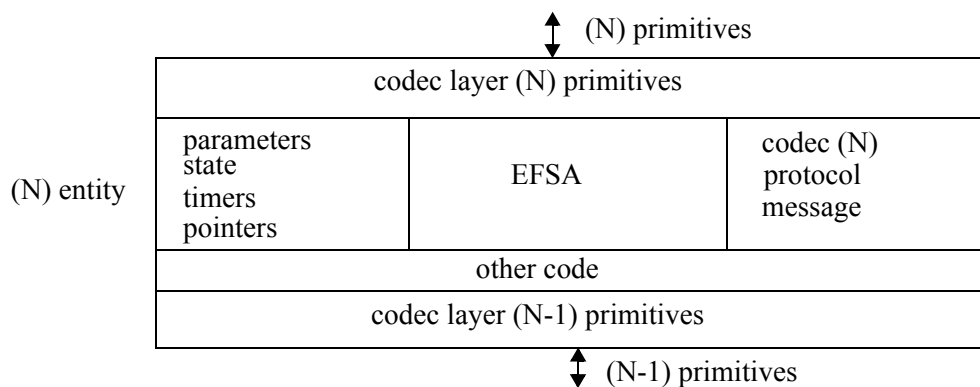 (N) primitives
codec layer (N) primitives
(N) entity
parameters
state
timers
pointers
EFSA
codec (N)
protocol
message
other code
codec layer (N-1) primitives
(N-1) primitives